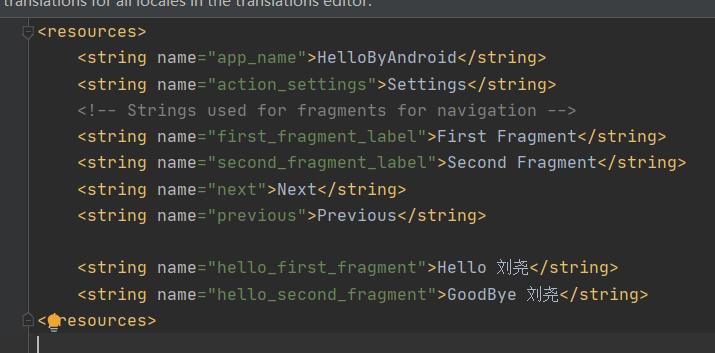 translations for all locales in the translations editor.
<resources>
<string name="app_name">HelloByAndroid</string>
<string name="action_settings">Settings</string>
<!-- Strings used for fragments for navigation -->
<string name="first_fragment_label">First Fragment</string>
<string name="second_fragment_label">Second Fragment</string>
<string name="next">Next</string>
<string name="previous">Previous</string>
<string name="hello_first_fragment">Hello 刘尧</string>
<string name="hello_second_fragment">GoodBye 刘尧</string>
</resources>